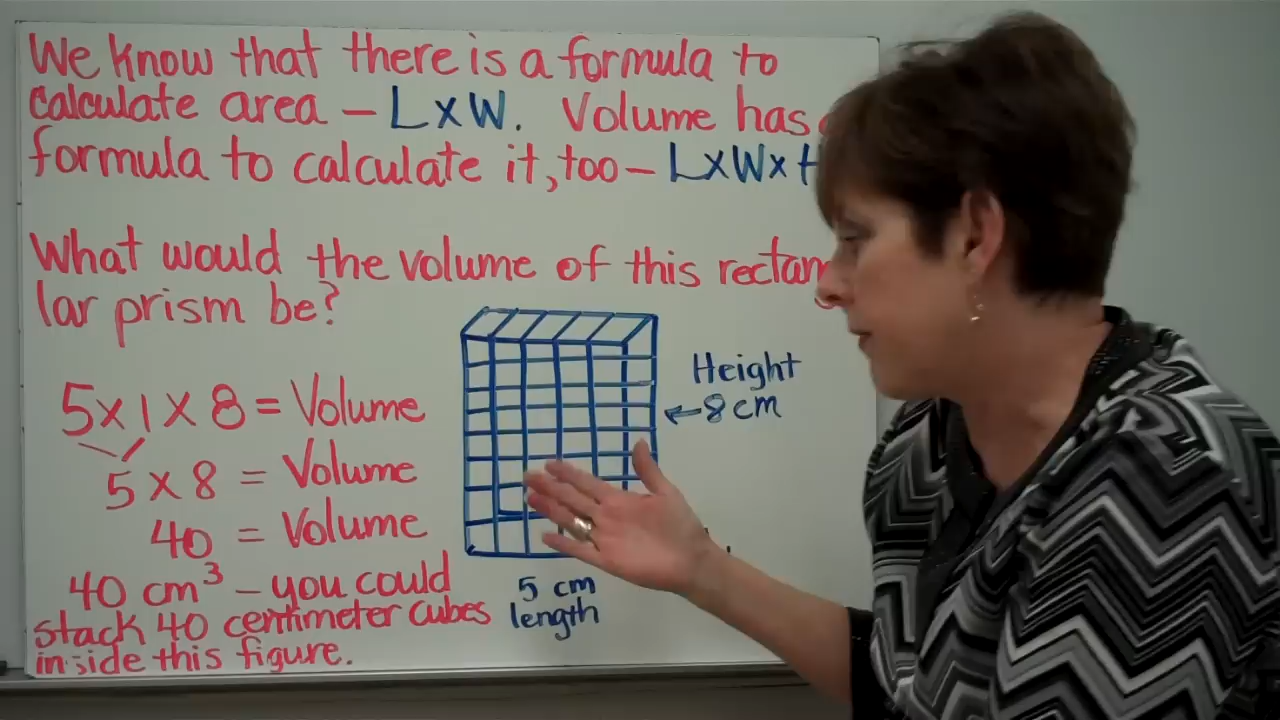 We know that there is a formula to
calculate area - LxW. Volume has
formula to calculate it, too - LxWxH
What would the volume of this
lar prism be?
5 x 1 x 8 = Volume
5 x 8 = Volume
40 = Volume
40 cm³ - you could
stack 40 centimeter cubes
inside this figure.
Height
←8 cm
5 cm
length